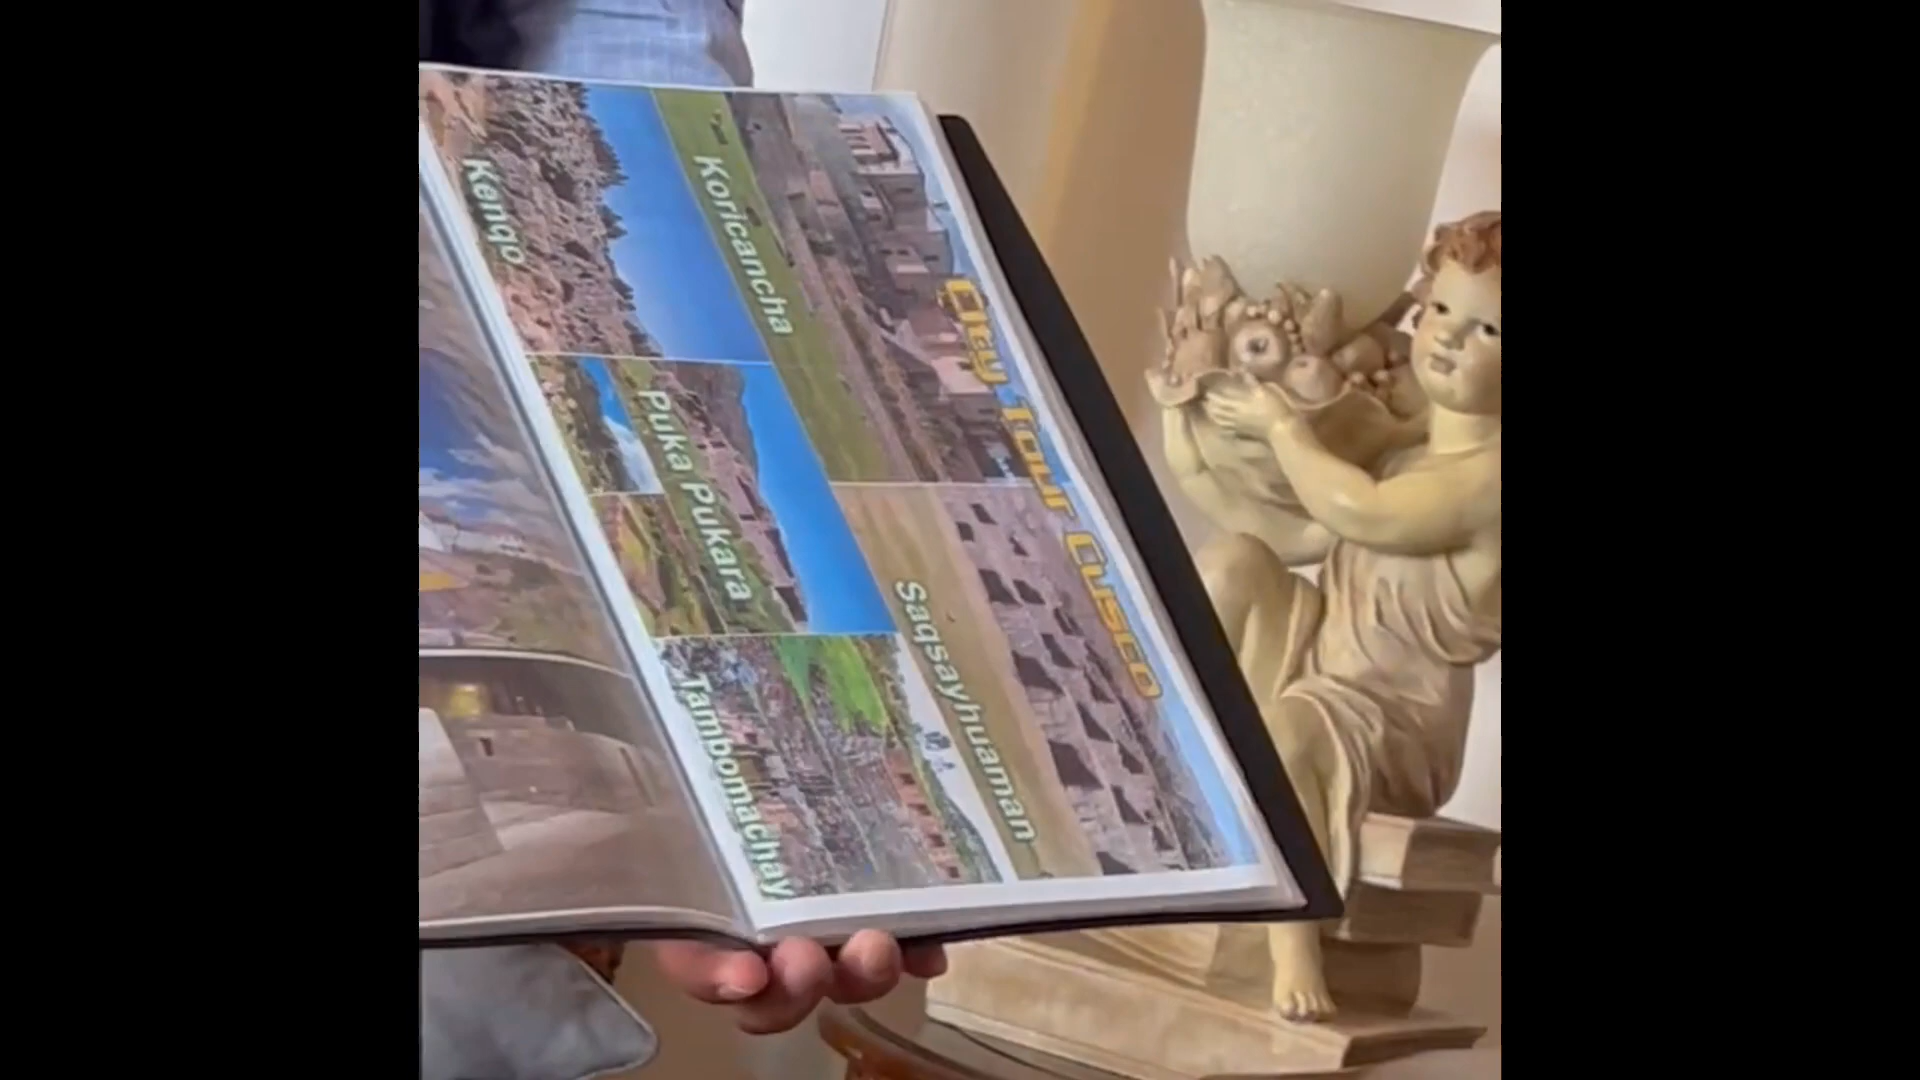 City Tour Cusco
Koricancha
Saqsayhuaman
Kenqo
Puka Pukara
Tambomachay